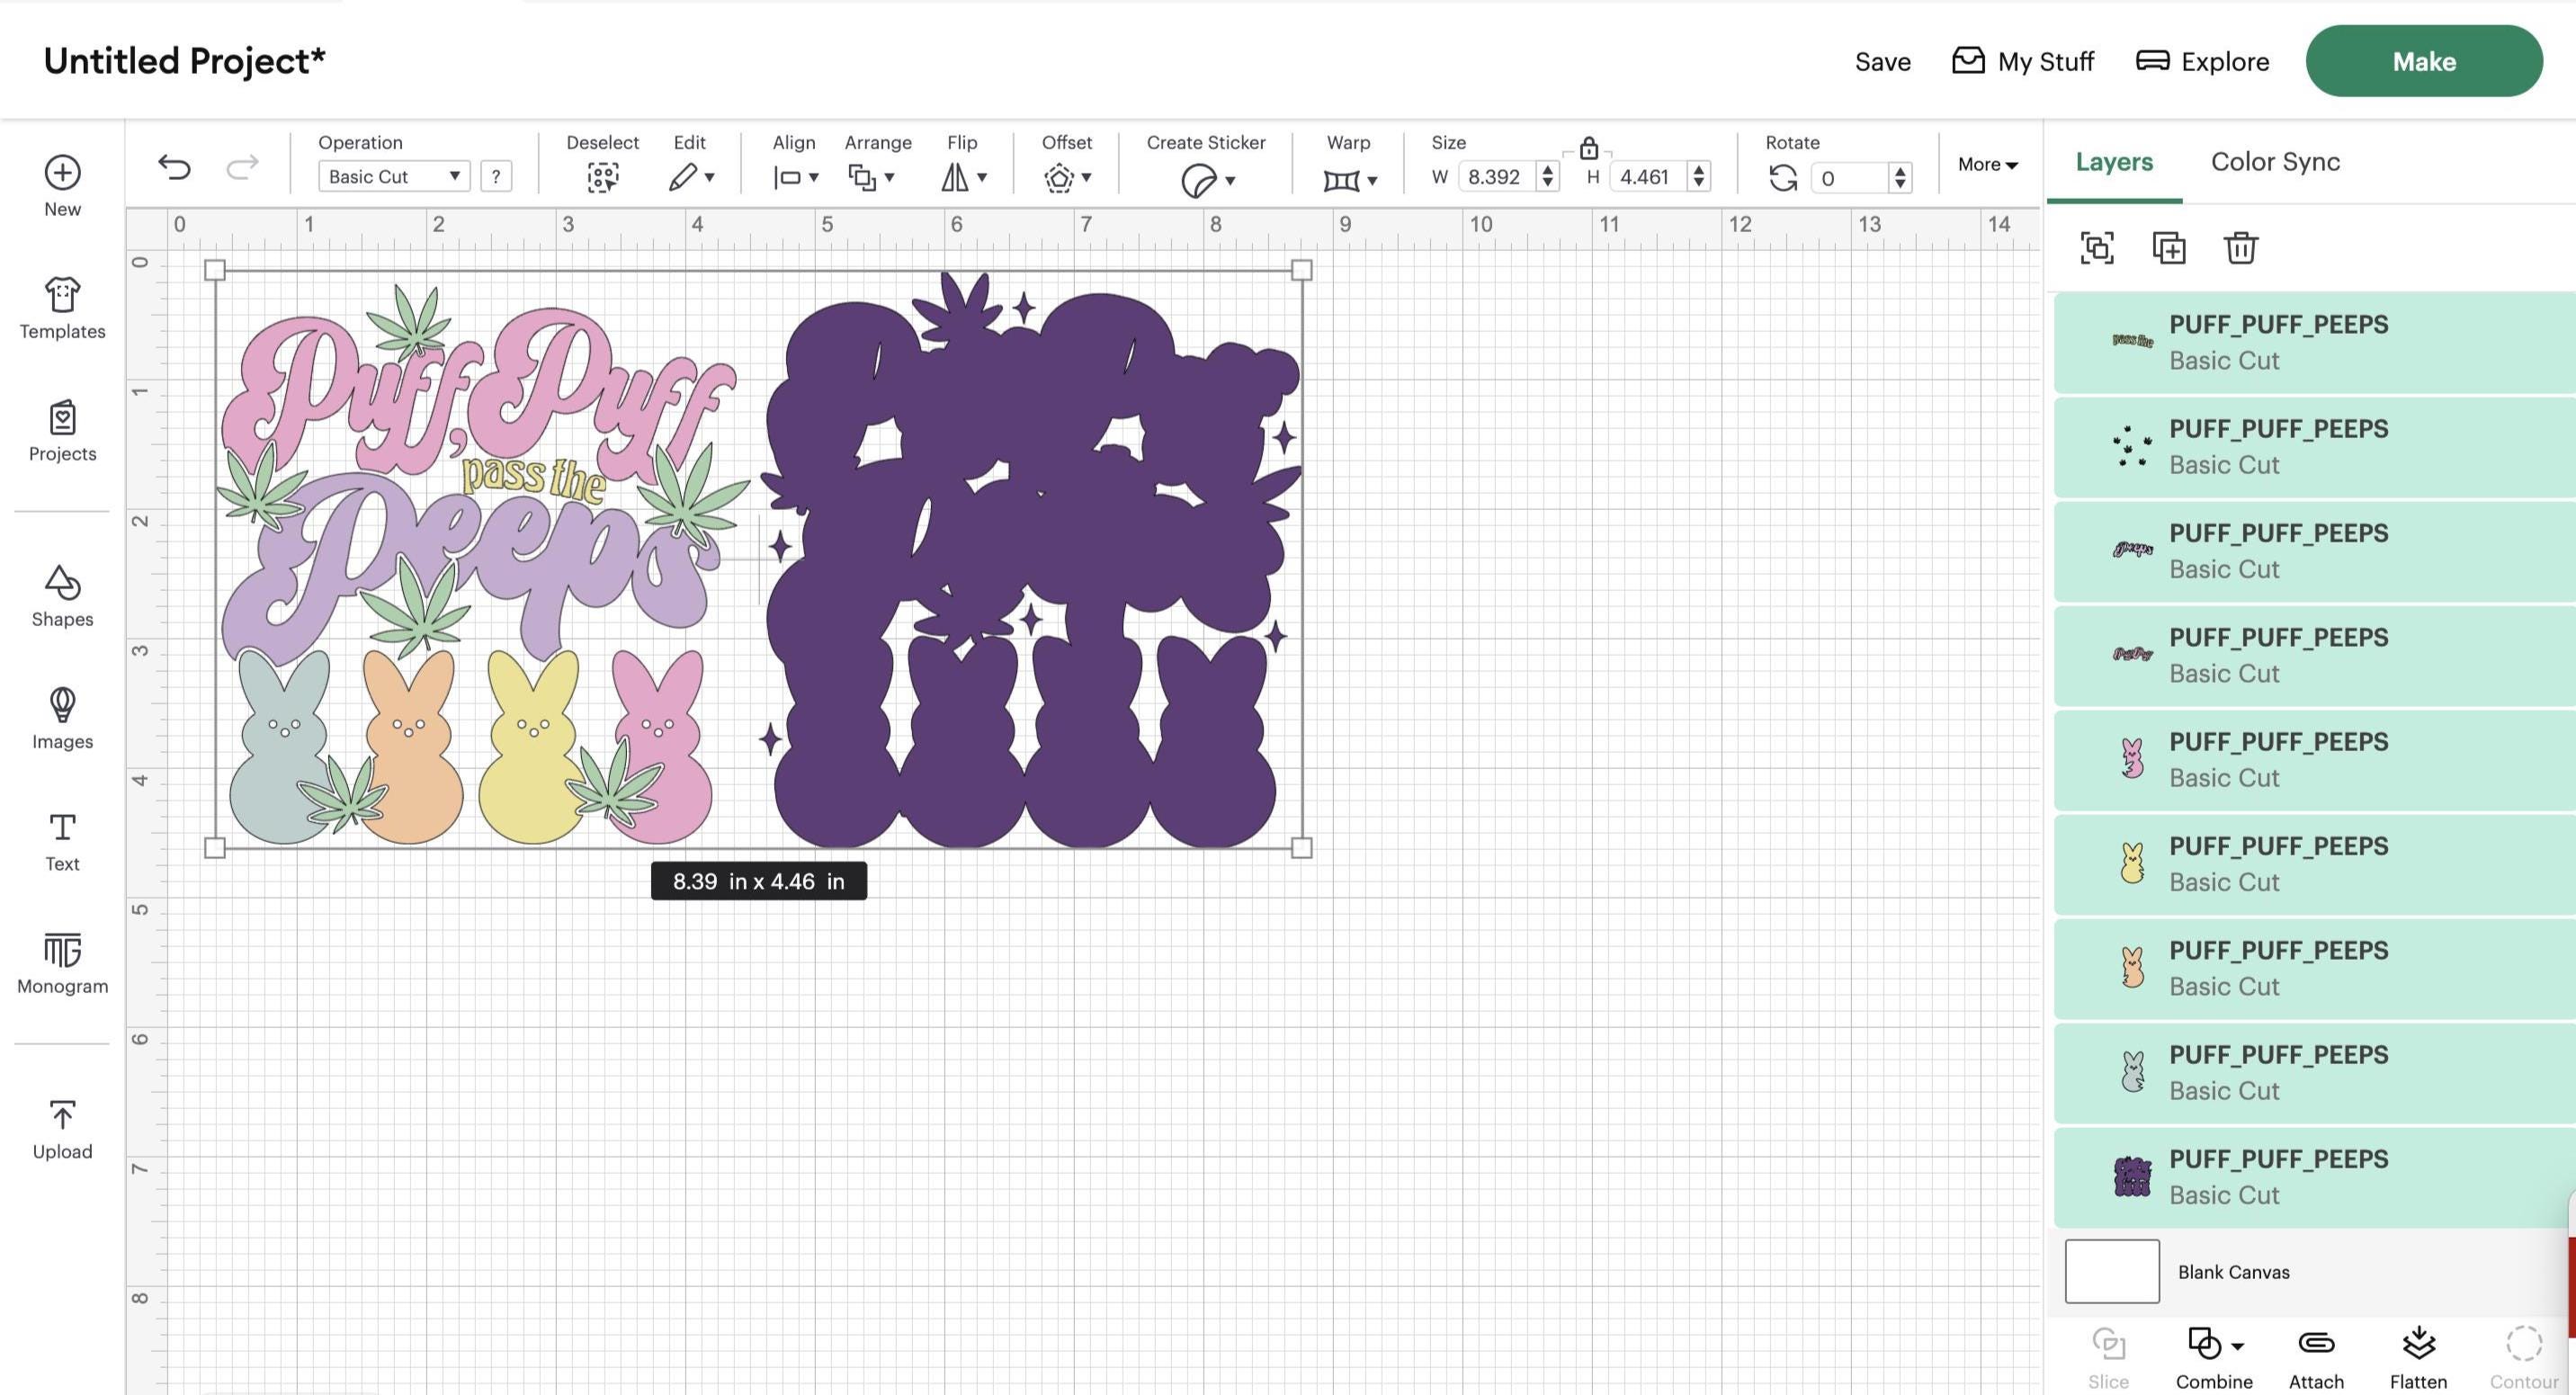 Untitled Project*
Save
My Stuff
Explore
Make
Operation
Deselect
Edit
Align
Arrange
Flip
Offset
Create Sticker
Warp
Size
Rotate
Basic Cut
?
W 8.392
H 4.461
0
More
Layers
Color Sync
New
Templates
Projects
Shapes
Images
Text
Monogram
Upload
0 1 2 3 4 5 6 7 8 9 10 11 12 13 14
0
1
2
3
4
5
6
7
8
Puff, Puff
pass the
Peeps
8.39 in x 4.46 in
pass the
PUFF_PUFF_PEEPS
Basic Cut
PUFF_PUFF_PEEPS
Basic Cut
Peeps
PUFF_PUFF_PEEPS
Basic Cut
Puff, Puff
PUFF_PUFF_PEEPS
Basic Cut
PUFF_PUFF_PEEPS
Basic Cut
PUFF_PUFF_PEEPS
Basic Cut
PUFF_PUFF_PEEPS
Basic Cut
PUFF_PUFF_PEEPS
Basic Cut
PUFF_PUFF_PEEPS
Basic Cut
Blank Canvas
Slice
Combine
Attach
Flatten
Contour